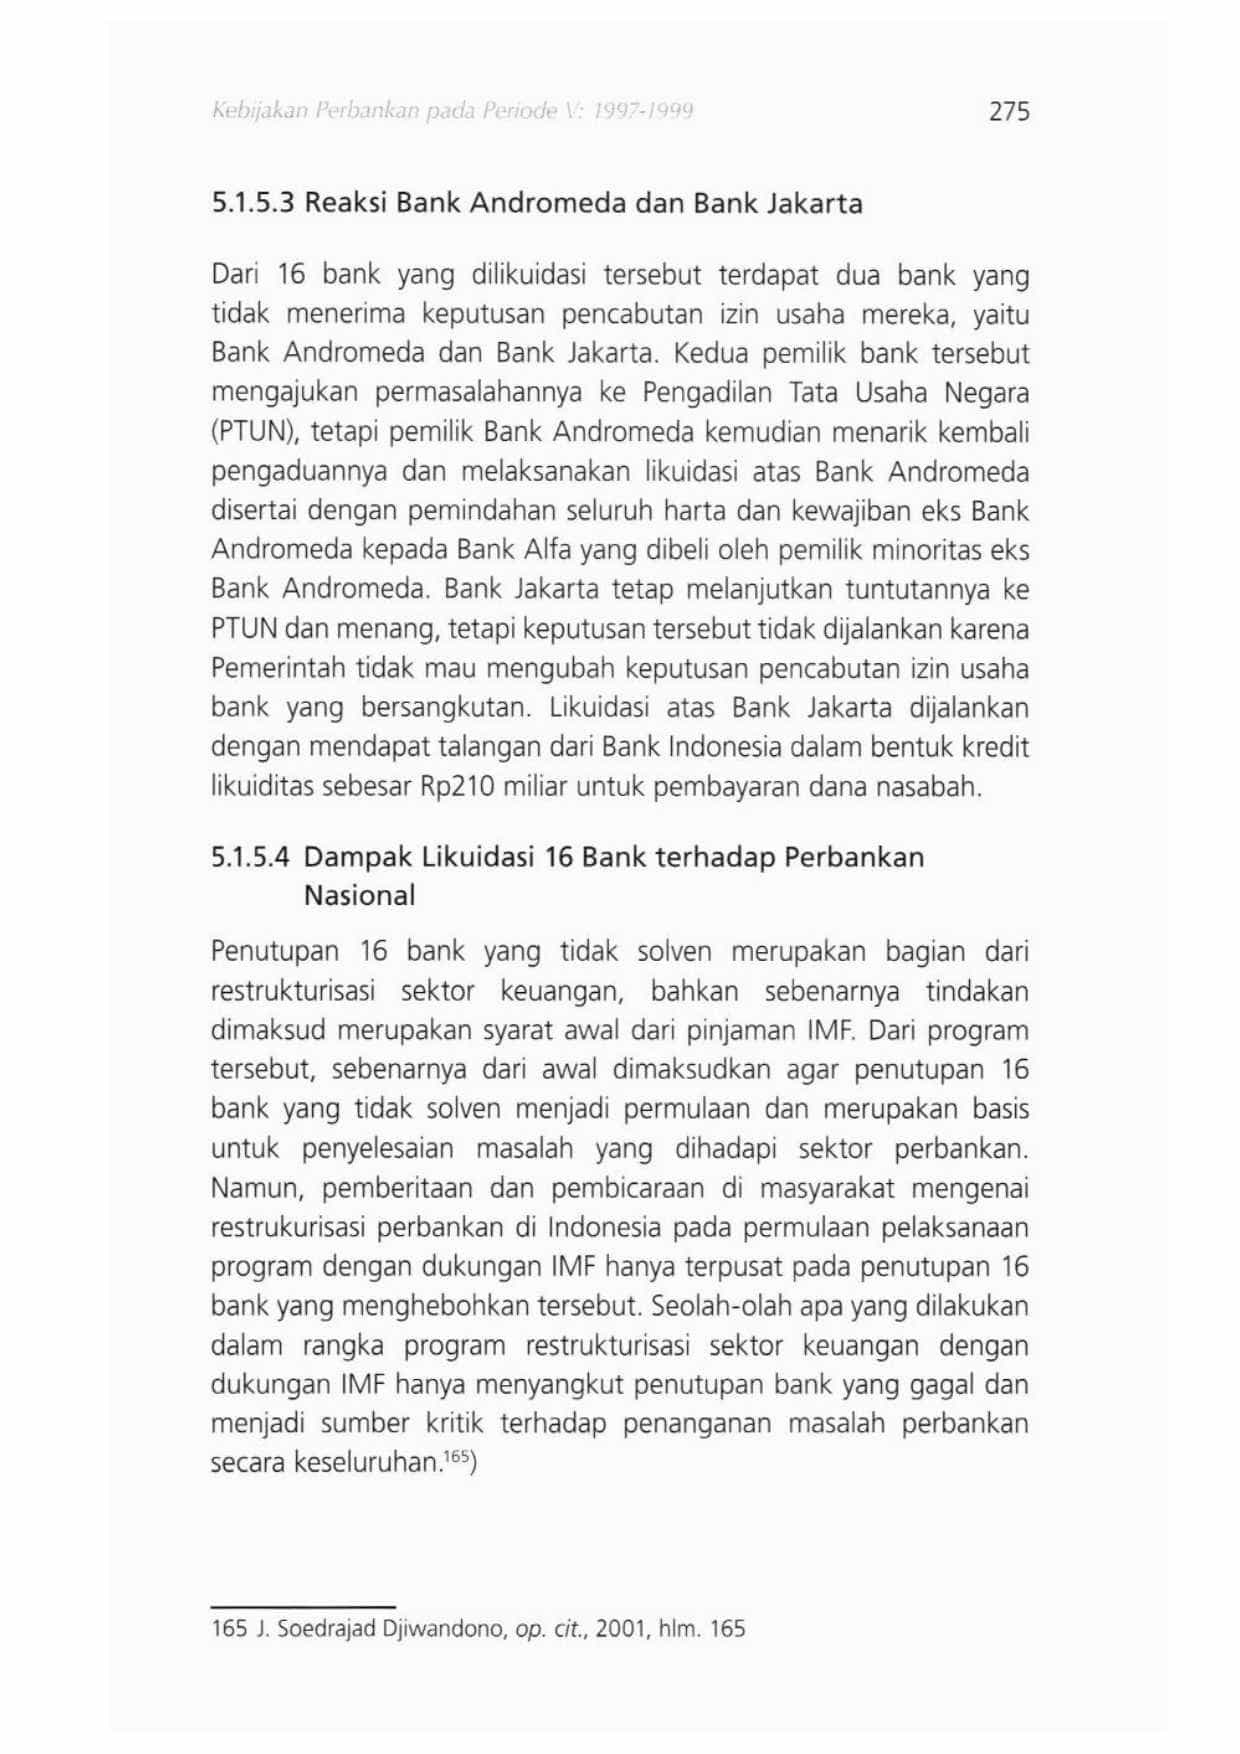 Kebijakan Perbankan pada Periode V: 1997-1999 275
5.1.5.3 Reaksi Bank Andromeda dan Bank Jakarta
Dari 16 bank yang dilikuidasi tersebut terdapat dua bank yang
tidak menerima keputusan pencabutan izin usaha mereka, yaitu
Bank Andromeda dan Bank Jakarta. Kedua pemilik bank tersebut
mengajukan permasalahannya ke Pengadilan Tata Usaha Negara
(PTUN), tetapi pemilik Bank Andromeda kemudian menarik kembali
pengaduannya dan melaksanakan likuidasi atas Bank Andromeda
disertai dengan pemindahan seluruh harta dan kewajiban eks Bank
Andromeda kepada Bank Alfa yang dibeli oleh pemilik minoritas eks
Bank Andromeda. Bank Jakarta tetap melanjutkan tuntutannya ke
PTUN dan menang, tetapi keputusan tersebut tidak dijalankan karena
Pemerintah tidak mau mengubah keputusan pencabutan izin usaha
bank yang bersangkutan. Likuidasi atas Bank Jakarta dijalankan
dengan mendapat talangan dari Bank Indonesia dalam bentuk kredit
likuiditas sebesar Rp210 miliar untuk pembayaran dana nasabah.
5.1.5.4 Dampak Likuidasi 16 Bank terhadap Perbankan
Nasional
Penutupan 16 bank yang tidak solven merupakan bagian dari
restrukturisasi sektor keuangan, bahkan sebenarnya tindakan
dimaksud merupakan syarat awal dari pinjaman IMF. Dari program
tersebut, sebenarnya dari awal dimaksudkan agar penutupan 16
bank yang tidak solven menjadi permulaan dan merupakan basis
untuk penyelesaian masalah yang dihadapi sektor perbankan.
Namun, pemberitaan dan pembicaraan di masyarakat mengenai
restrukurisasi perbankan di Indonesia pada permulaan pelaksanaan
program dengan dukungan IMF hanya terpusat pada penutupan 16
bank yang menghebohkan tersebut. Seolah-olah apa yang dilakukan
dalam rangka program restrukturisasi sektor keuangan dengan
dukungan IMF hanya menyangkut penutupan bank yang gagal dan
menjadi sumber kritik terhadap penanganan masalah perbankan
secara keseluruhan.¹⁶⁵)
165 J. Soedrajad Djiwandono, op. cit., 2001, hlm. 165